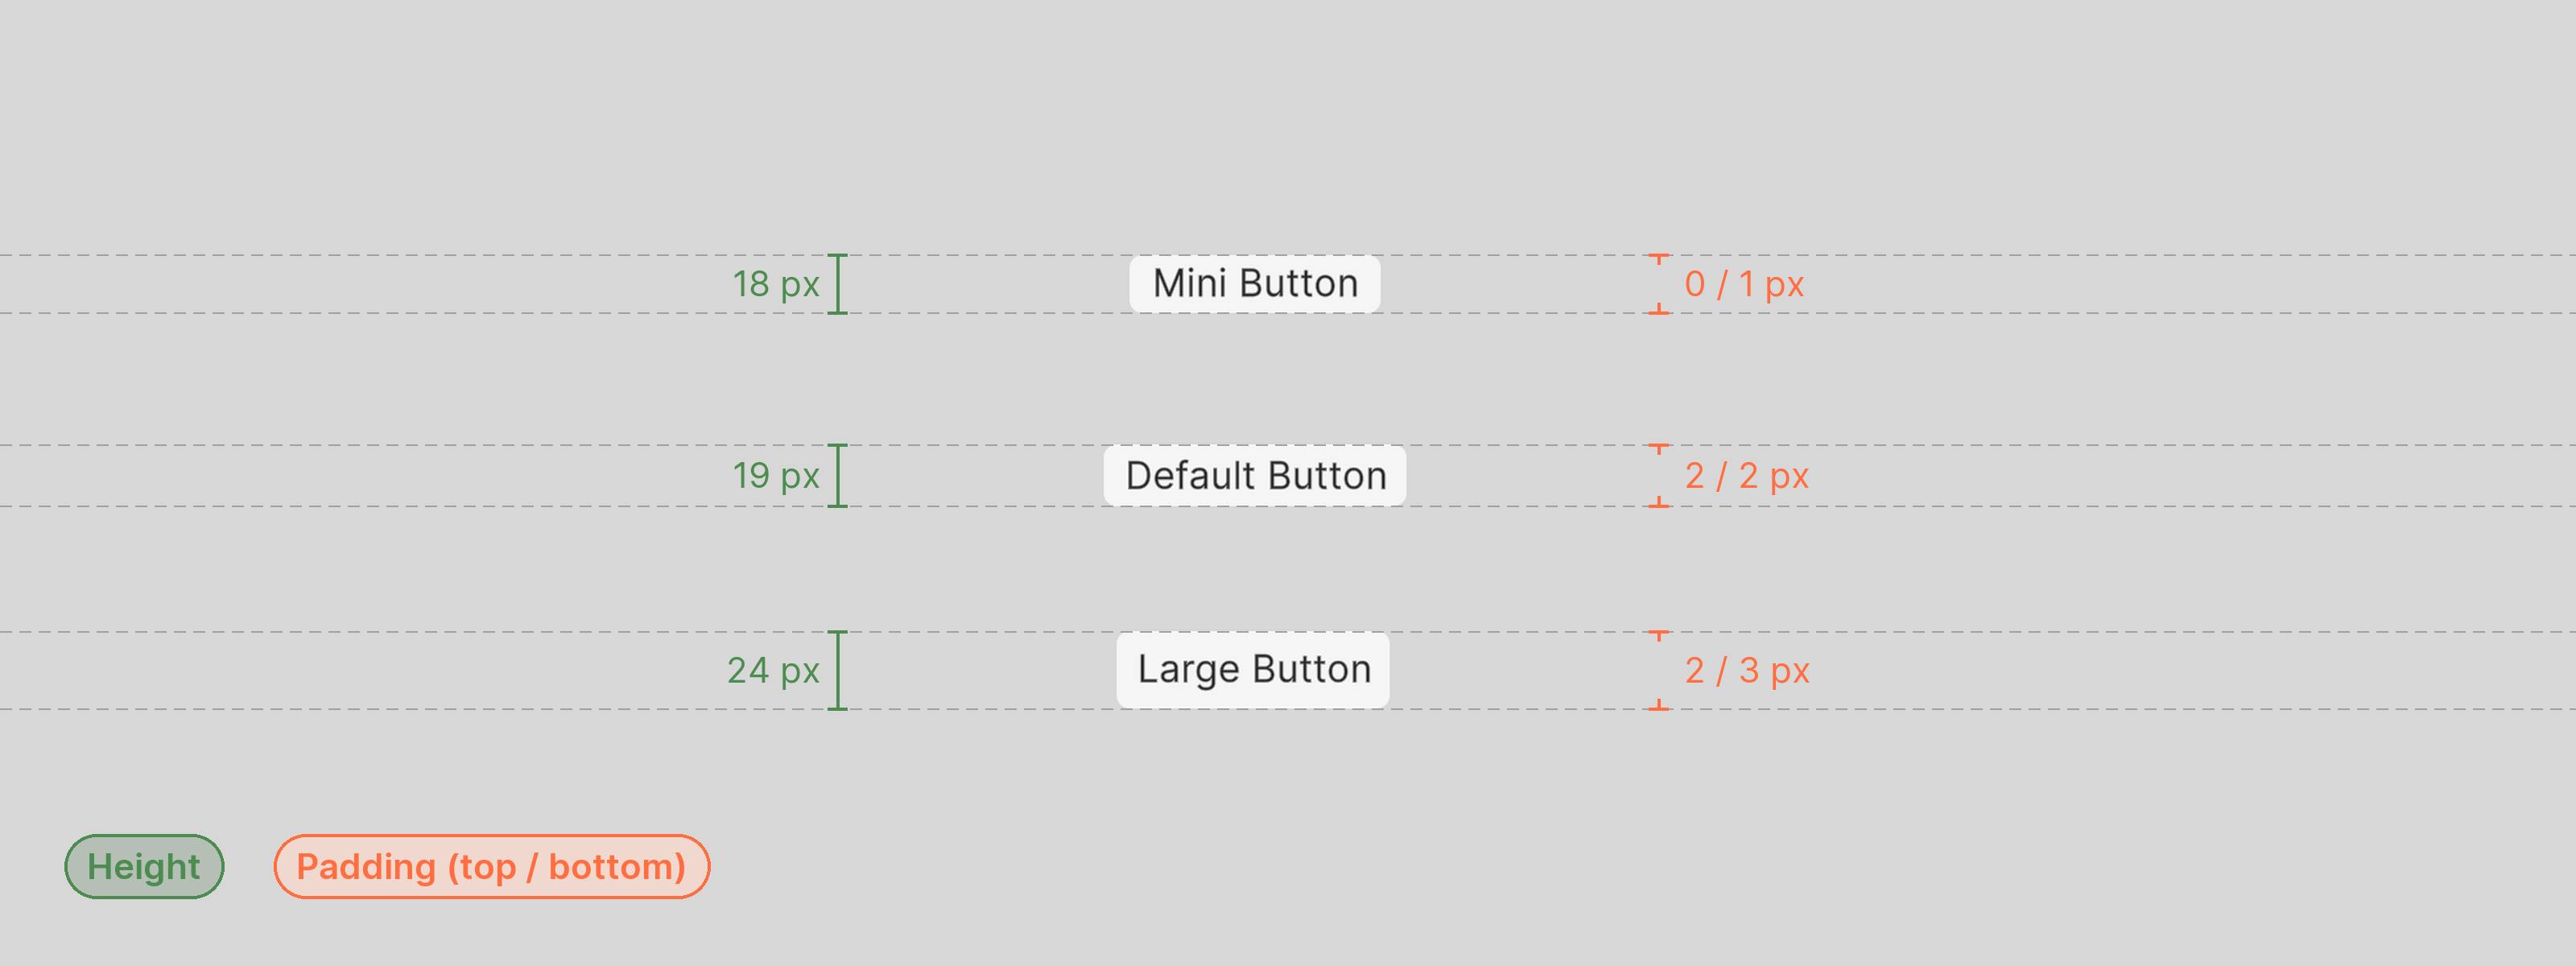 18 px Mini Button 0 / 1 px
19 px Default Button 2 / 2 px
24 px Large Button 2 / 3 px
Height Padding (top / bottom)